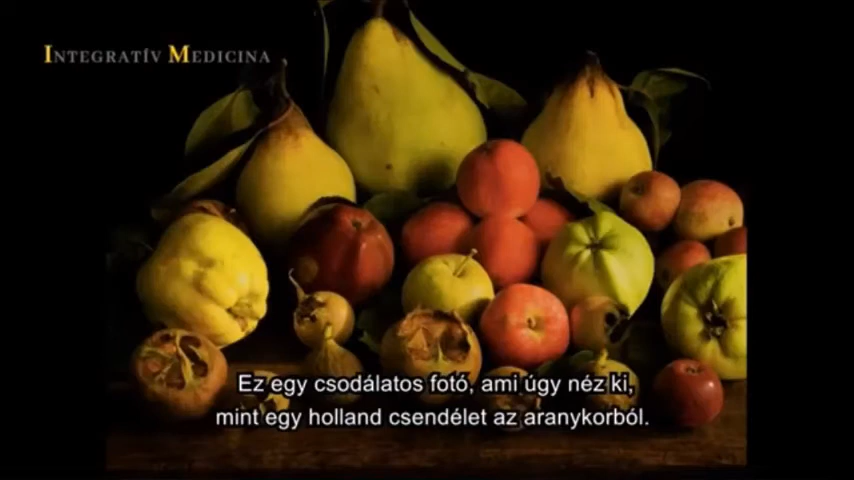 INTEGRATÍV MEDICINA
Ez egy csodálatos fotó, ami úgy néz ki,
mint egy holland csendélet az aranykorból.